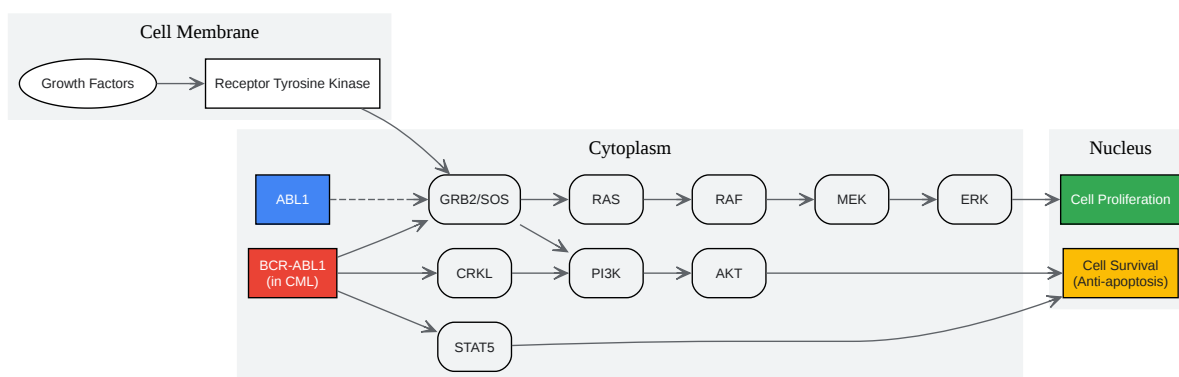 Cell Membrane
Growth Factors
Receptor Tyrosine Kinase
Cytoplasm
Nucleus
ABL1
GRB2/SOS
RAS
RAF
MEK
ERK
Cell Proliferation
BCR-ABL1
(in CML)
CRKL
PI3K
AKT
Cell Survival
(Anti-apoptosis)
STAT5